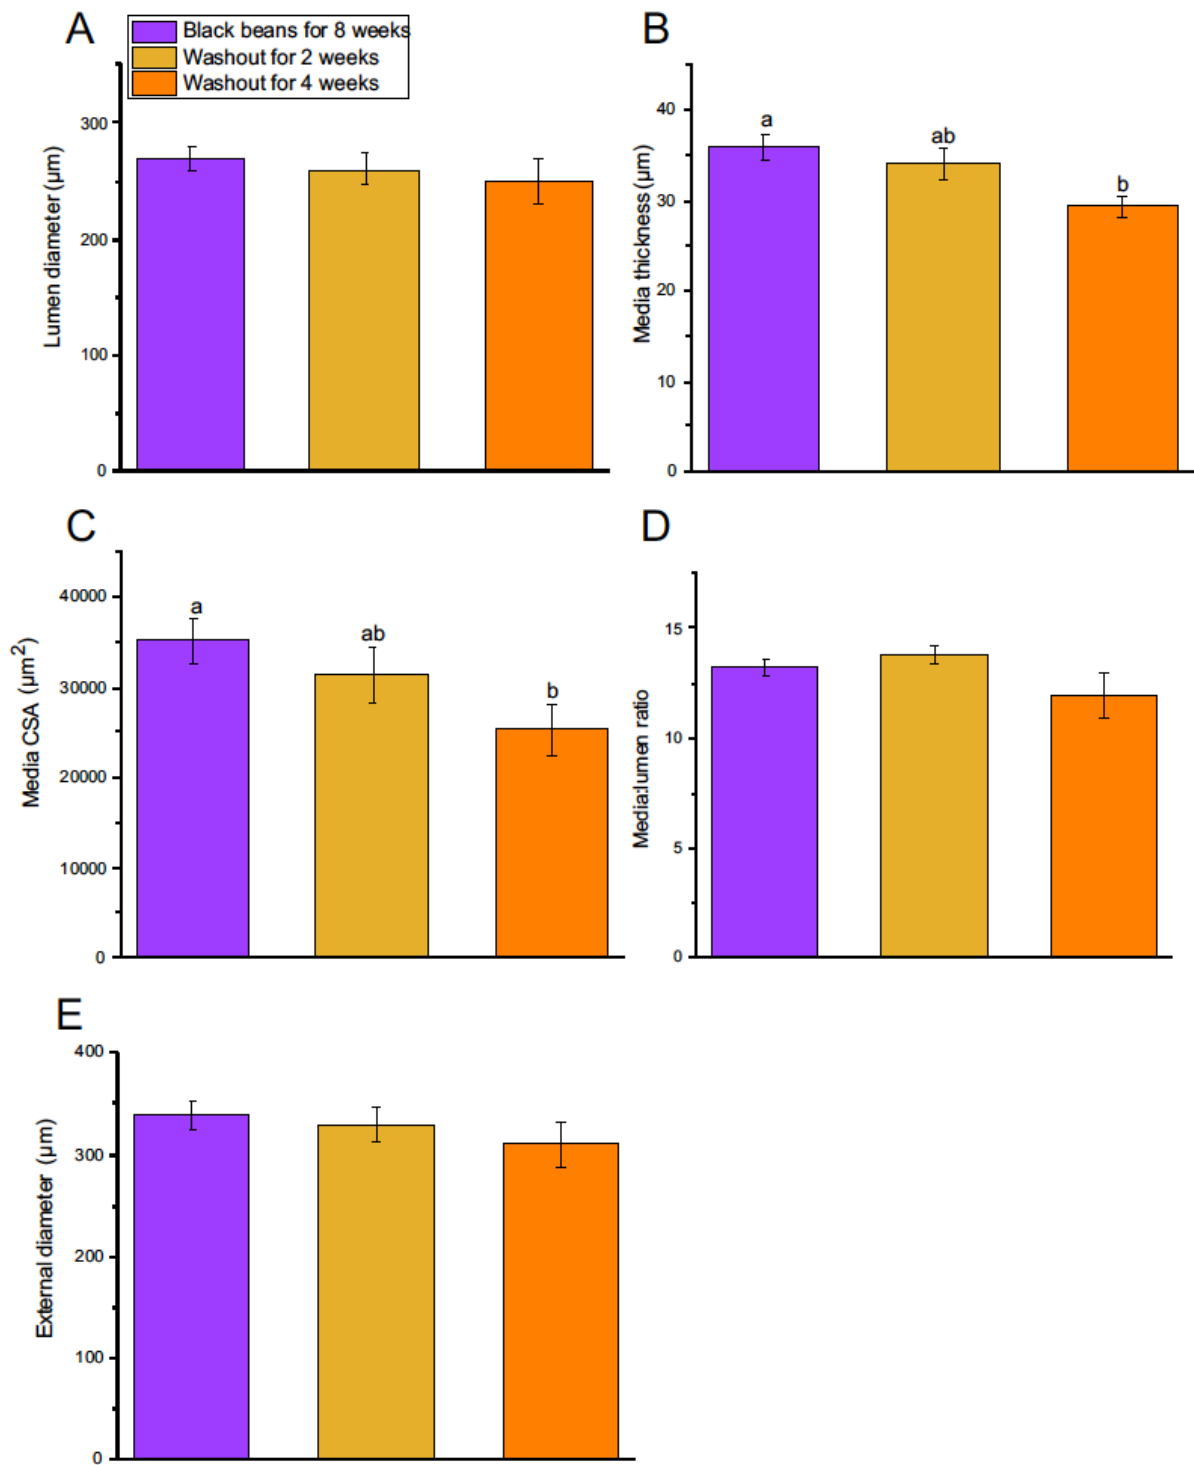 A
Black beans for 8 weeks
Washout for 2 weeks
Washout for 4 weeks
300
200
100
0
Lumen diameter (µm)
B
40
30
20
10
0
Media thickness (µm)
a
ab
b
C
40000
30000
20000
10000
0
Media CSA (µm²)
a
ab
b
D
15
10
5
0
Media:lumen ratio
E
400
300
200
100
0
External diameter (µm)